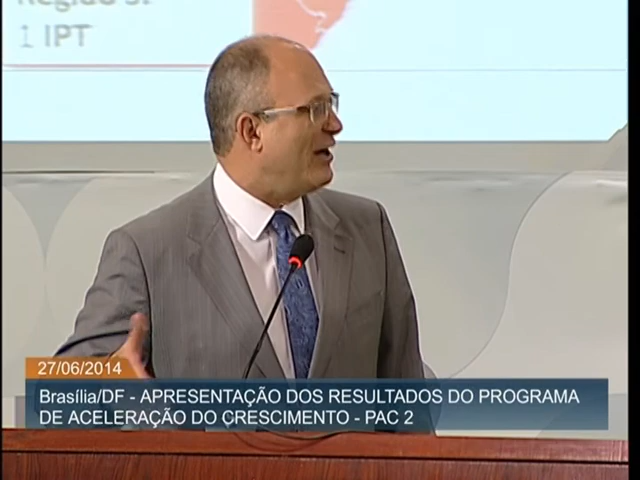 1 IPT
27/06/2014
Brasília/DF - APRESENTAÇÃO DOS RESULTADOS DO PROGRAMA
DE ACELERAÇÃO DO CRESCIMENTO - PAC 2